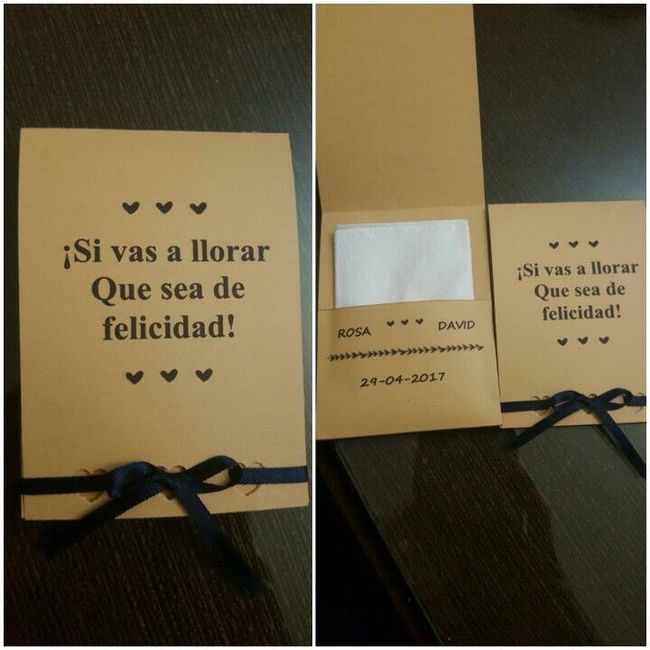 ¡Si vas a llorar
Que sea de
felicidad!
ROSA DAVID
29-04-2017
¡Si vas a llorar
Que sea de
felicidad!